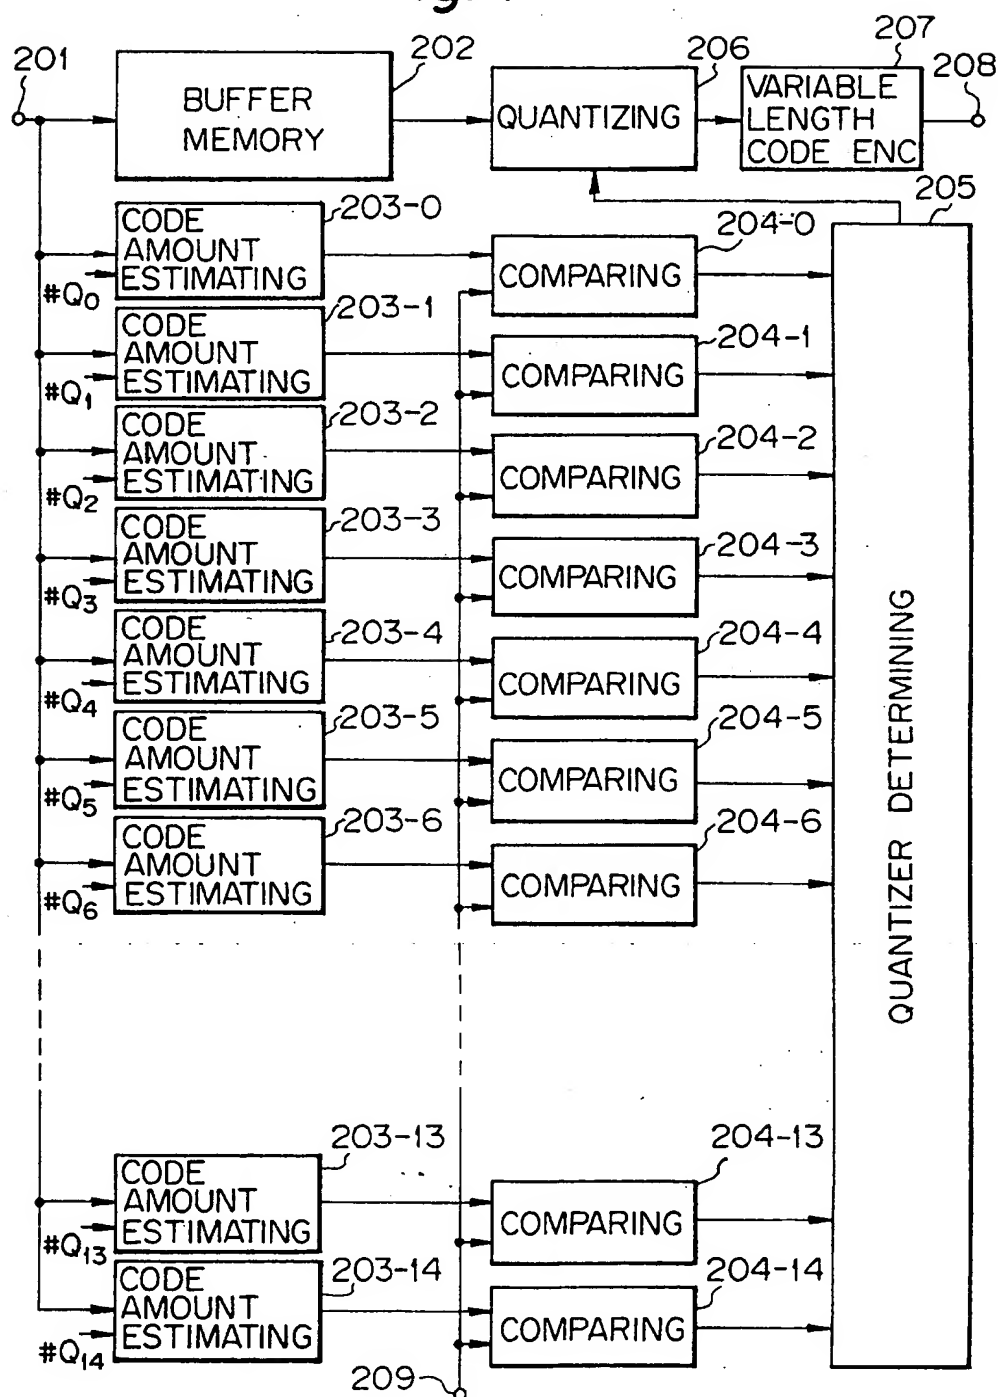 201
202
206
207
208
BUFFER
MEMORY
QUANTIZING
VARIABLE
LENGTH
CODE ENC
205
203-0
204-0
CODE
AMOUNT
ESTIMATING
#Q0
COMPARING
203-1
204-1
CODE
AMOUNT
ESTIMATING
#Q1
COMPARING
203-2
204-2
CODE
AMOUNT
ESTIMATING
#Q2
COMPARING
203-3
204-3
CODE
AMOUNT
ESTIMATING
#Q3
COMPARING
203-4
204-4
CODE
AMOUNT
ESTIMATING
#Q4
COMPARING
203-5
204-5
CODE
AMOUNT
ESTIMATING
#Q5
COMPARING
203-6
204-6
CODE
AMOUNT
ESTIMATING
#Q6
COMPARING
QUANTIZER DETERMINING
203-13
204-13
CODE
AMOUNT
ESTIMATING
#Q13
COMPARING
203-14
204-14
CODE
AMOUNT
ESTIMATING
#Q14
COMPARING
209